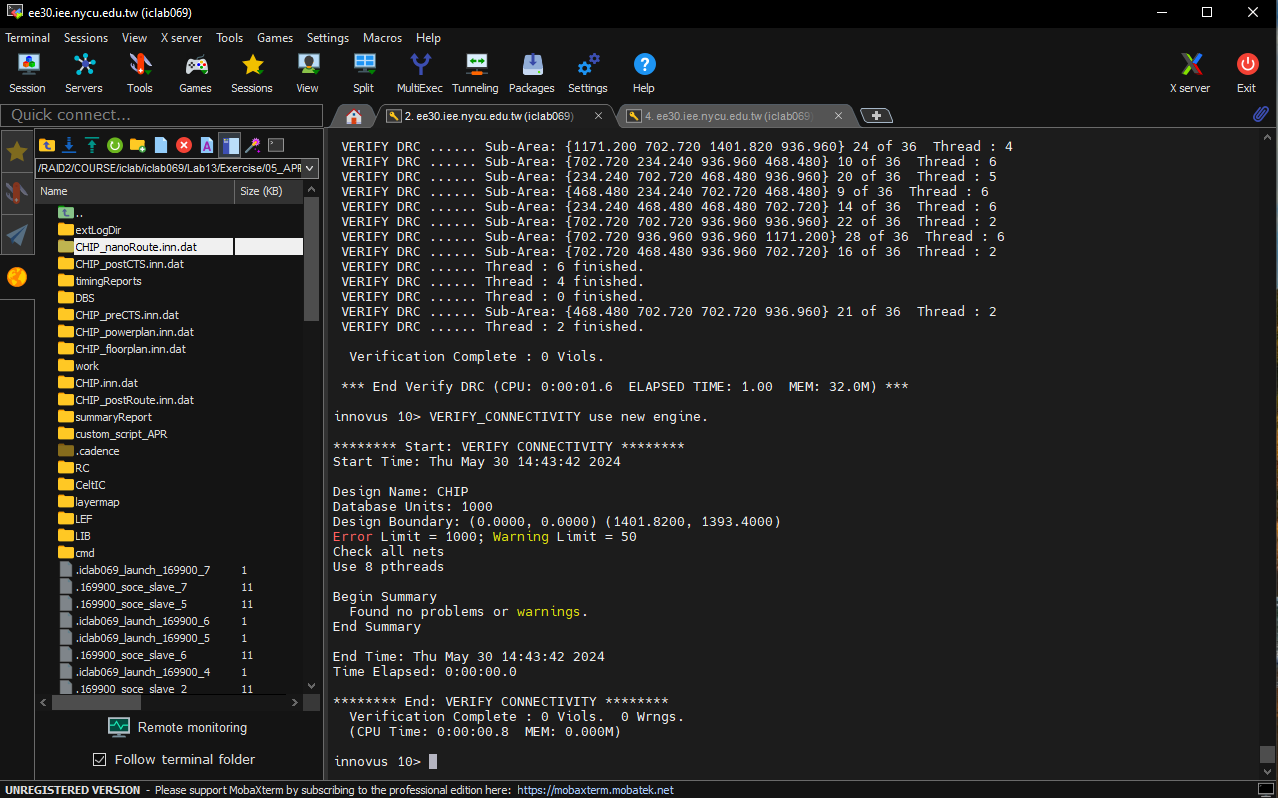 ee30.iee.nycu.edu.tw (iclab069)
Terminal Sessions View X server Tools Games Settings Macros Help
Session Servers Tools Games Sessions View Split MultiExec Tunneling Packages Settings Help X server Exit
Quick connect...
2. ee30.iee.nycu.edu.tw (iclab069)
4. ee30.iee.nycu.edu.tw (iclab069)
/RAID2/COURSE/iclab/iclab069/Lab13/Exercise/05_APR
Name Size (KB)
..
extLogDir
CHIP_nanoRoute.inn.dat
CHIP_postCTS.inn.dat
timingReports
DBS
CHIP_preCTS.inn.dat
CHIP_powerplan.inn.dat
CHIP_floorplan.inn.dat
work
CHIP.inn.dat
CHIP_postRoute.inn.dat
summaryReport
custom_script_APR
.cadence
RC
CeltIC
layermap
LEF
LIB
cmd
.iclab069_launch_169900_7 1
.169900_soce_slave_7 11
.169900_soce_slave_5 11
.iclab069_launch_169900_6 1
.iclab069_launch_169900_5 1
.169900_soce_slave_6 11
.iclab069_launch_169900_4 1
.169900_soce_slave_2 11
Remote monitoring
Follow terminal folder
VERIFY DRC ...... Sub-Area: {1171.200 702.720 1401.820 936.960} 24 of 36 Thread : 4
VERIFY DRC ...... Sub-Area: {702.720 234.240 936.960 468.480} 10 of 36 Thread : 6
VERIFY DRC ...... Sub-Area: {234.240 702.720 468.480 936.960} 20 of 36 Thread : 5
VERIFY DRC ...... Sub-Area: {468.480 234.240 702.720 468.480} 9 of 36 Thread : 6
VERIFY DRC ...... Sub-Area: {234.240 468.480 468.480 702.720} 14 of 36 Thread : 6
VERIFY DRC ...... Sub-Area: {702.720 702.720 936.960 936.960} 22 of 36 Thread : 2
VERIFY DRC ...... Sub-Area: {702.720 936.960 936.960 1171.200} 28 of 36 Thread : 6
VERIFY DRC ...... Sub-Area: {702.720 468.480 936.960 702.720} 16 of 36 Thread : 2
VERIFY DRC ...... Thread : 6 finished.
VERIFY DRC ...... Thread : 4 finished.
VERIFY DRC ...... Thread : 0 finished.
VERIFY DRC ...... Sub-Area: {468.480 702.720 702.720 936.960} 21 of 36 Thread : 2
VERIFY DRC ...... Thread : 2 finished.
Verification Complete : 0 Viols.
*** End Verify DRC (CPU: 0:00:01.6 ELAPSED TIME: 1.00 MEM: 32.0M) ***
innovus 10> VERIFY_CONNECTIVITY use new engine.
******** Start: VERIFY CONNECTIVITY ********
Start Time: Thu May 30 14:43:42 2024
Design Name: CHIP
Database Units: 1000
Design Boundary: (0.0000, 0.0000) (1401.8200, 1393.4000)
Error Limit = 1000; Warning Limit = 50
Check all nets
Use 8 pthreads
Begin Summary
Found no problems or warnings.
End Summary
End Time: Thu May 30 14:43:42 2024
Time Elapsed: 0:00:00.0
******** End: VERIFY CONNECTIVITY ********
Verification Complete : 0 Viols. 0 Wrngs.
(CPU Time: 0:00:00.8 MEM: 0.000M)
innovus 10>
UNREGISTERED VERSION - Please support MobaXterm by subscribing to the professional edition here: https://mobaxterm.mobatek.net